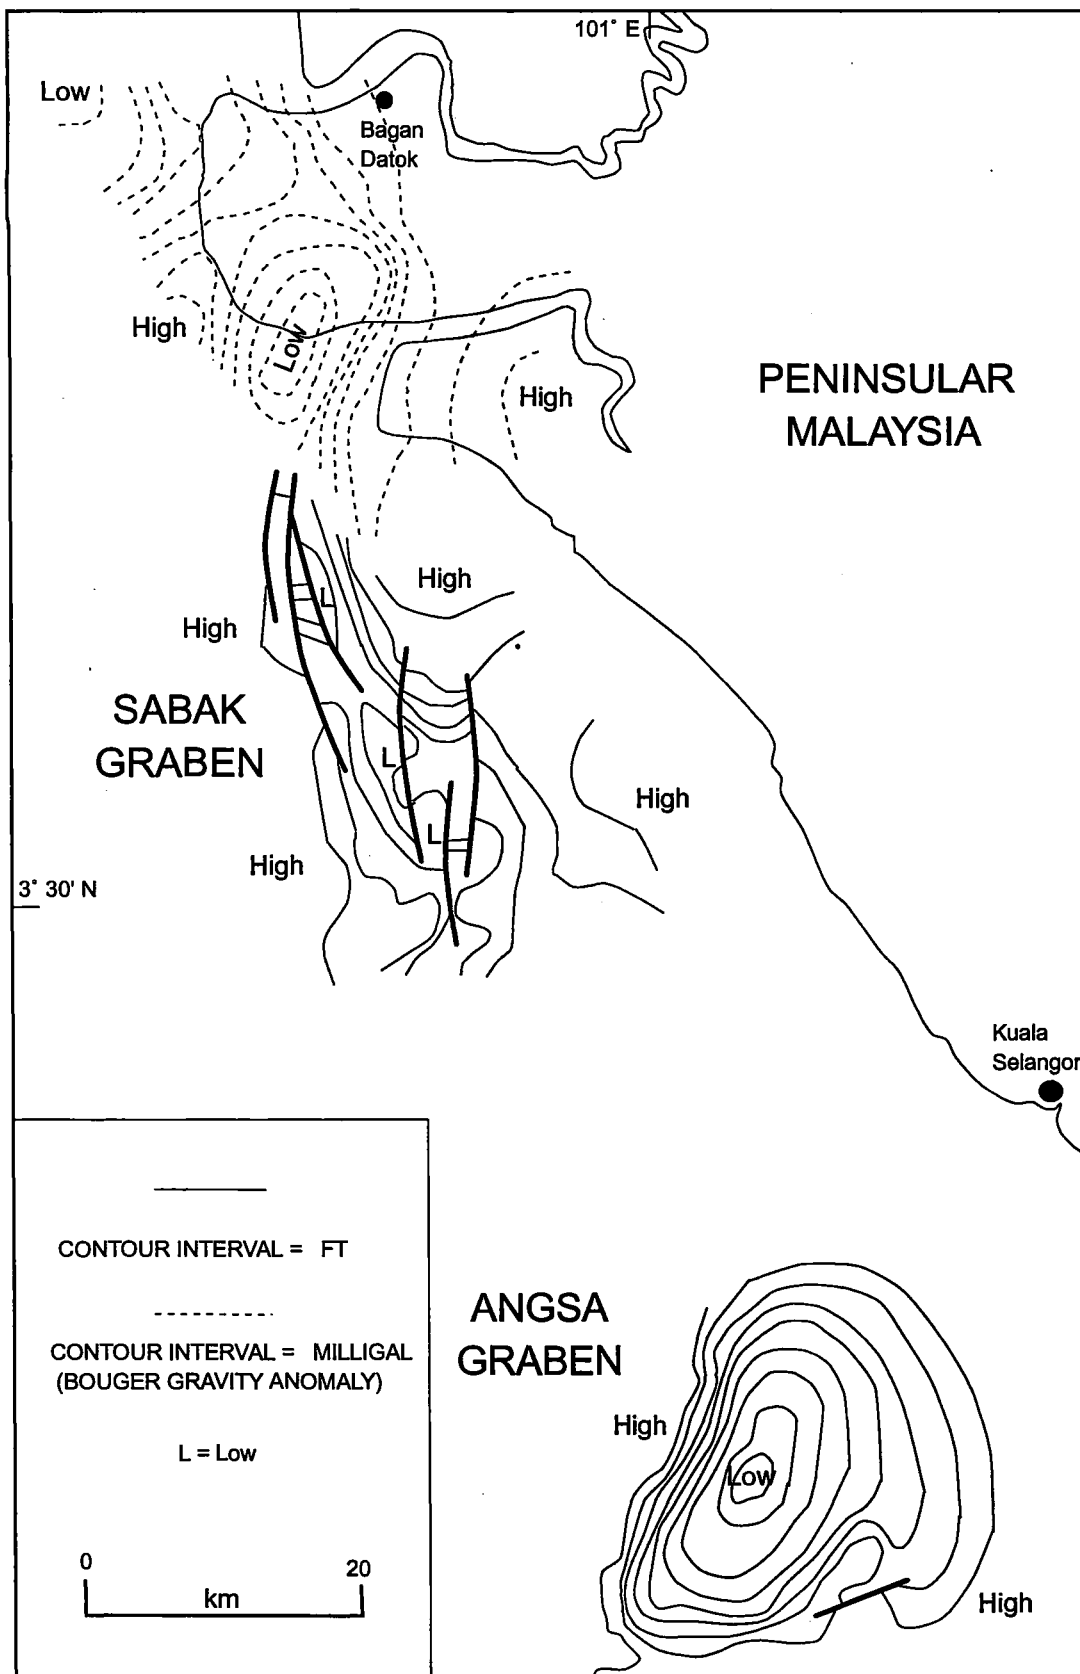 101° E
Low
Bagan
Datok
High
Low
High
PENINSULAR
MALAYSIA
High
L
High
SABAK
GRABEN
L
High
L
High
3° 30' N
Kuala
Selangor
CONTOUR INTERVAL = FT
CONTOUR INTERVAL = MILLIGAL
(BOUGER GRAVITY ANOMALY)
L = Low
0
20
km
ANGSA
GRABEN
High
Low
High